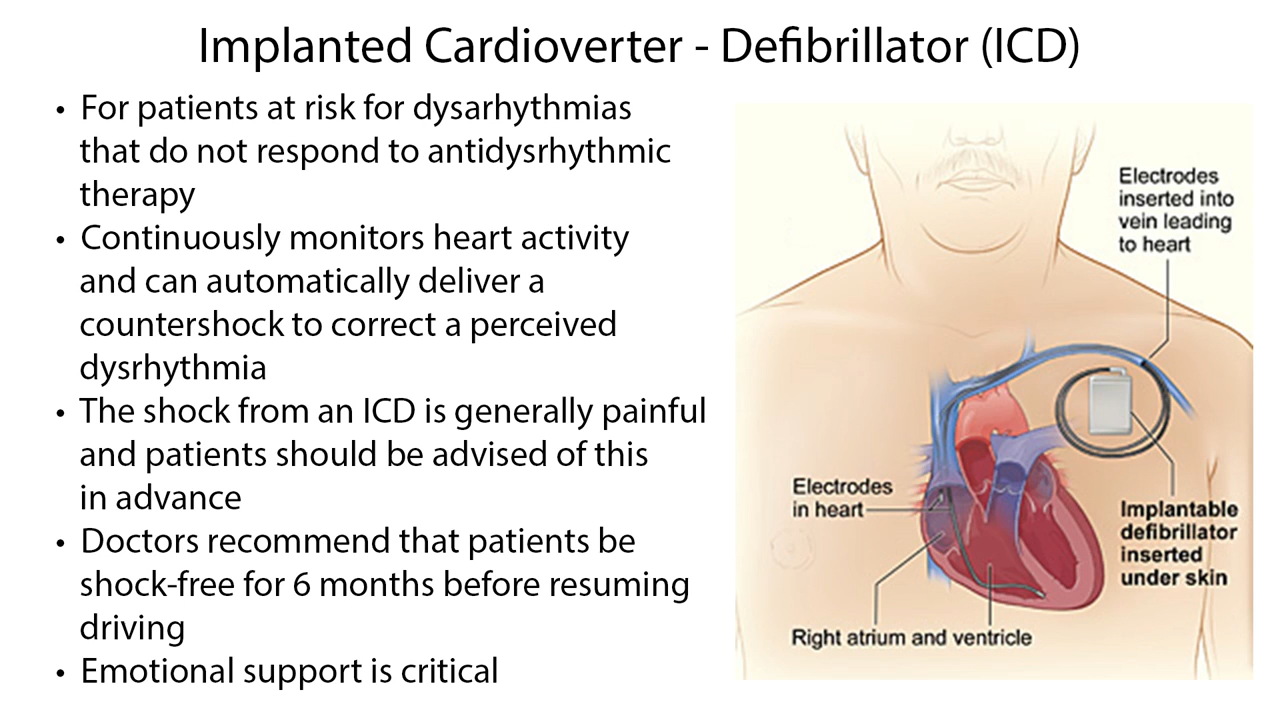 Implanted Cardioverter - Defibrillator (ICD)
• For patients at risk for dysarhythmias
that do not respond to antidysrhythmic
therapy
• Continuously monitors heart activity
and can automatically deliver a
countershock to correct a perceived
dysrhythmia
• The shock from an ICD is generally painful
and patients should be advised of this
in advance
• Doctors recommend that patients be
shock-free for 6 months before resuming
driving
• Emotional support is critical
Electrodes
inserted into
vein leading
to heart
Electrodes
in heart
Implantable
defibrillator
inserted
under skin
Right atrium and ventricle